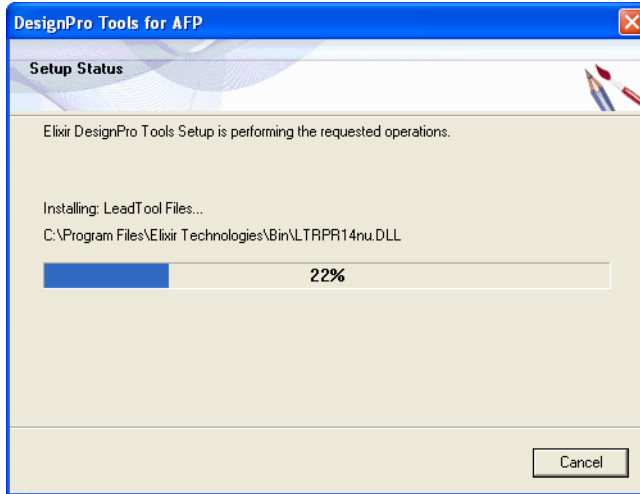 DesignPro Tools for AFP
Setup Status
Elixir DesignPro Tools Setup is performing the requested operations.
Installing: LeadTool Files...
C:\Program Files\Elixir Technologies\Bin\LTRPR14nu.DLL
22%
Cancel